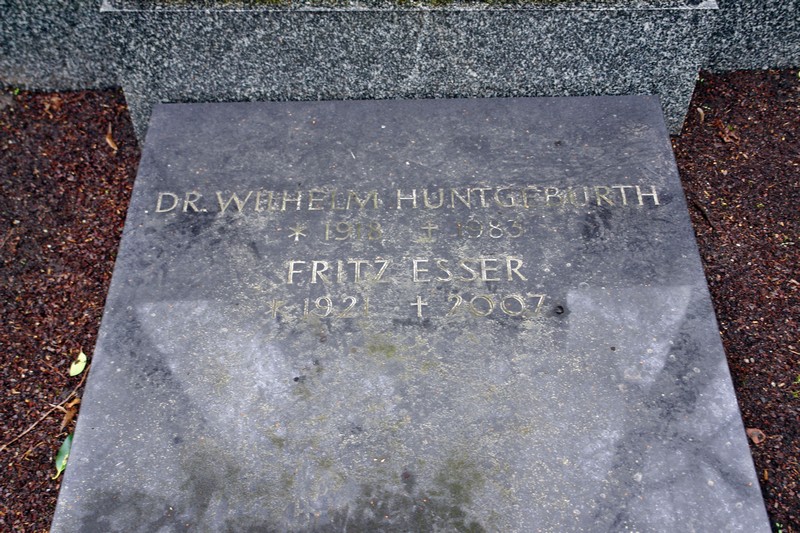 DR. WILHELM HUNTGEBURTH
* 1918 † 1983
FRITZ ESSER
* 1921 † 2007